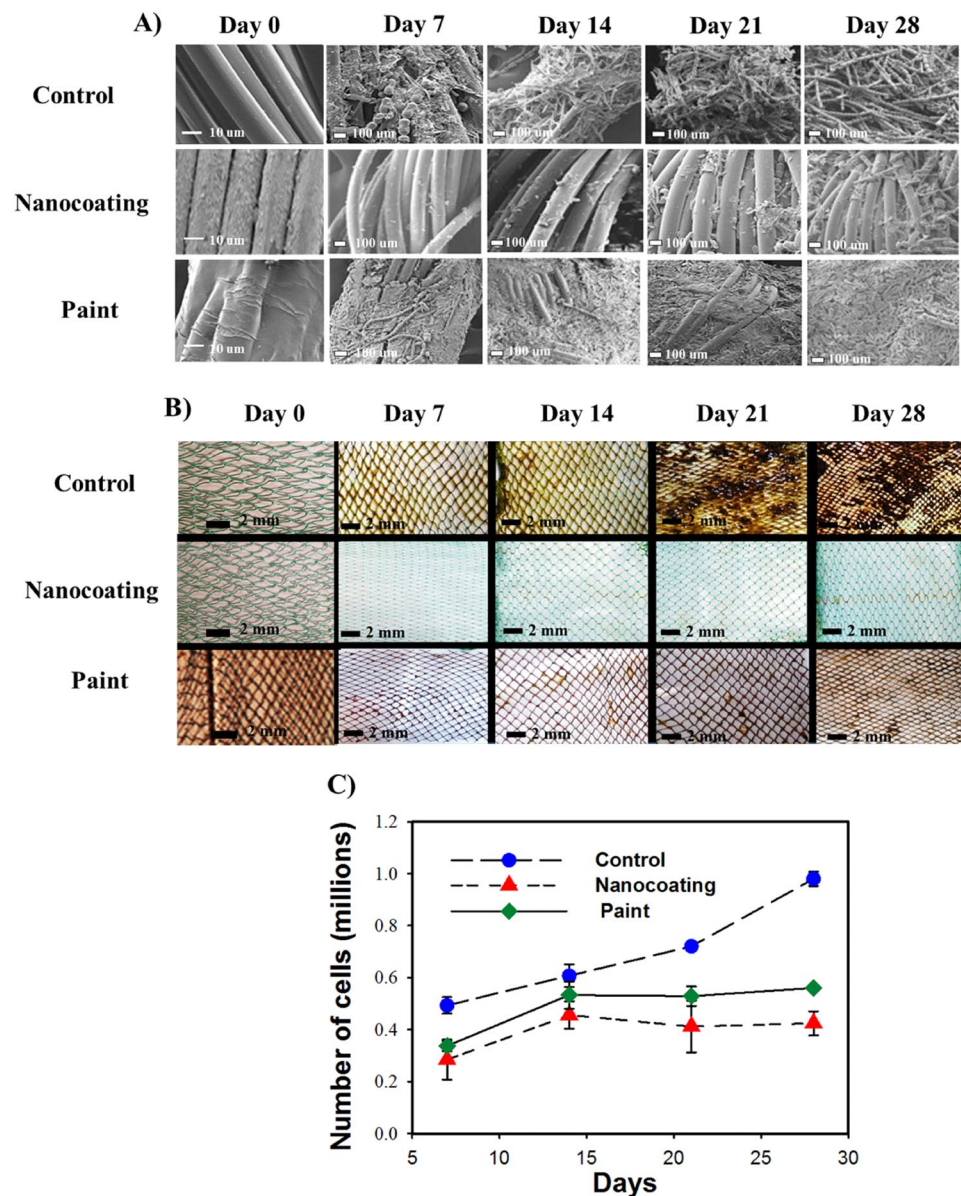 A)
Day 0 Day 7 Day 14 Day 21 Day 28
Control
10 um 100 um 100 um 100 um 100 um
Nanocoating
10 um 100 um 100 um 100 um 100 um
Paint
10 um 100 um 100 um 100 um 100 um
B)
Day 0 Day 7 Day 14 Day 21 Day 28
Control
2 mm 2 mm 2 mm 2 mm 2 mm
Nanocoating
2 mm 2 mm 2 mm 2 mm 2 mm
Paint
2 mm 2 mm 2 mm 2 mm 2 mm
C)
Number of cells (millions)
1.2
1.0
0.8
0.6
0.4
0.2
0.0
Control
Nanocoating
Paint
5 10 15 20 25 30
Days